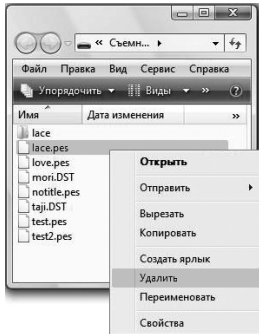 « Съемн... ›
Файл Правка Вид Сервис Справка
Упорядочить Виды » ?
Имя Дата изменения »
lace
lace.pes
love.pes
mori.DST
notitle.pes
taji.DST
test.pes
test2.pes
Открыть
Отправить
Вырезать
Копировать
Создать ярлык
Удалить
Переименовать
Свойства